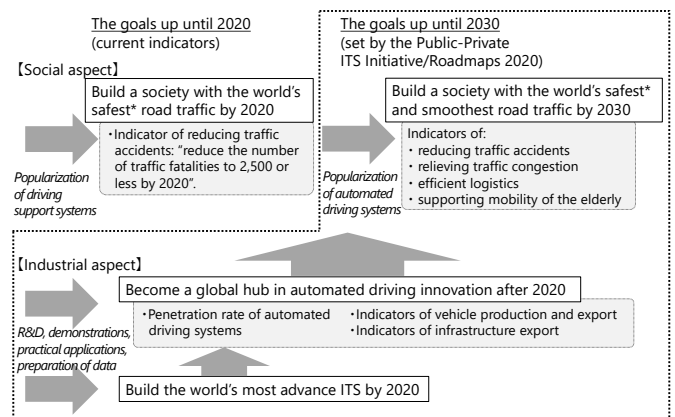 The goals up until 2020
(current indicators)
The goals up until 2030
(set by the Public-Private
ITS Initiative/Roadmaps 2020)
【Social aspect】
Build a society with the world's
safest* road traffic by 2020
・Indicator of reducing traffic
accidents: "reduce the number
of traffic fatalities to 2,500 or
less by 2020".
Popularization
of driving
support systems
Build a society with the world's safest*
and smoothest road traffic by 2030
Indicators of:
・reducing traffic accidents
・relieving traffic congestion
・efficient logistics
・supporting mobility of the elderly
Popularization
of automated
driving systems
【Industrial aspect】
Become a global hub in automated driving innovation after 2020
・Penetration rate of automated
driving systems
・Indicators of vehicle production and export
・Indicators of infrastructure export
R&D, demonstrations,
practical applications,
preparation of data
Build the world's most advance ITS by 2020